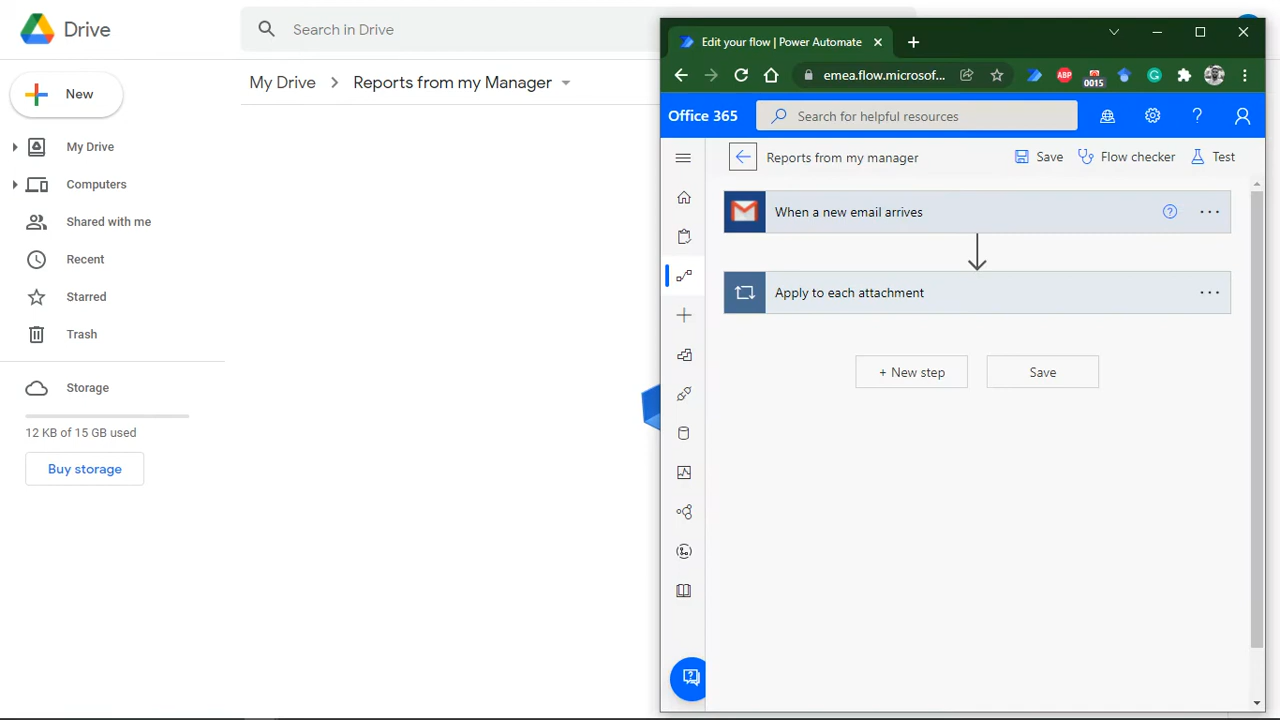 Drive
Search in Drive
New
My Drive
Reports from my Manager
My Drive
Computers
Shared with me
Recent
Starred
Trash
Storage
12 KB of 15 GB used
Buy storage
Edit your flow | Power Automate
emea.flow.microsof...
ABP
0015
Office 365
Search for helpful resources
Reports from my manager
Save
Flow checker
Test
When a new email arrives
Apply to each attachment
+ New step
Save